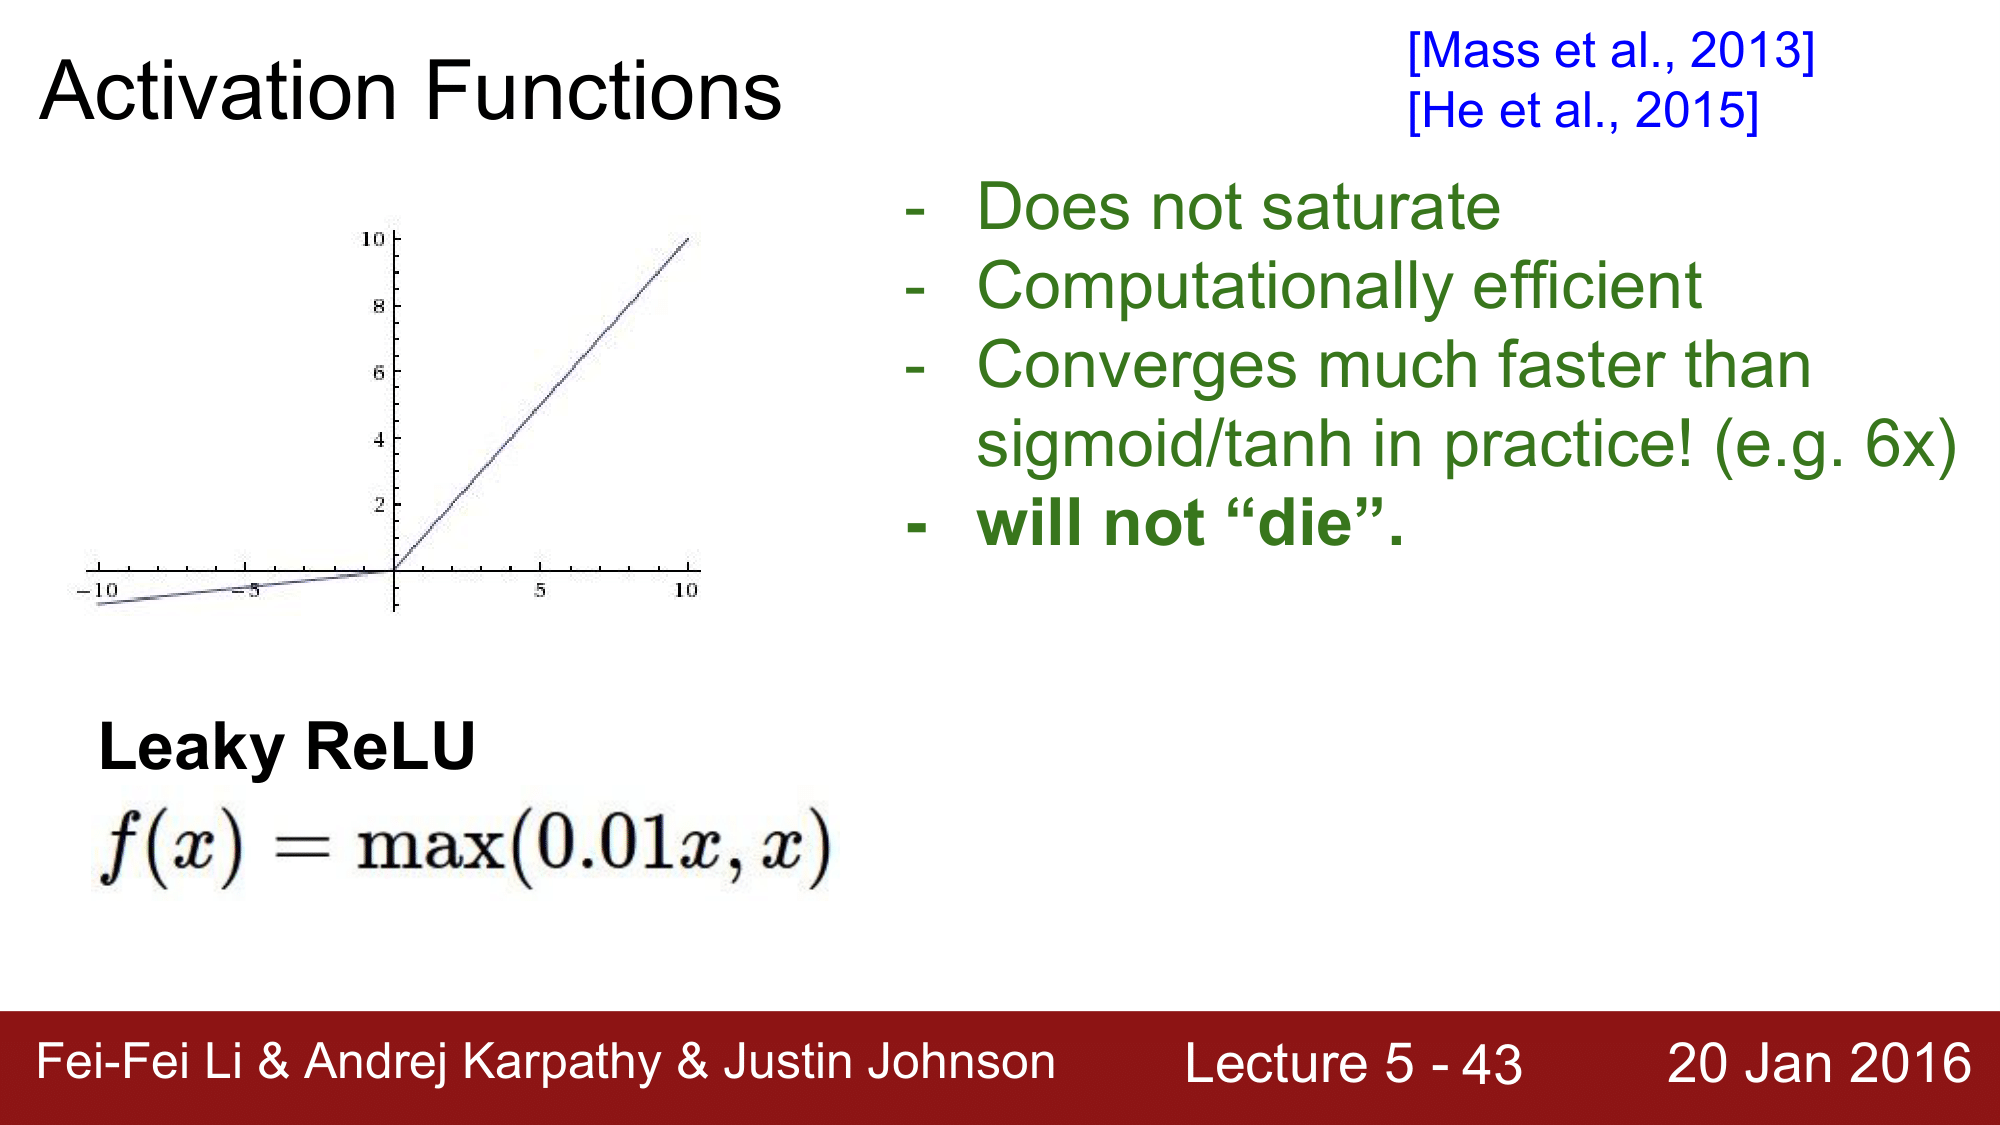 Activation Functions
[Mass et al., 2013]
[He et al., 2015]
- Does not saturate
- Computationally efficient
- Converges much faster than
sigmoid/tanh in practice! (e.g. 6x)
- will not “die”.
10
8
6
4
2
−10 −5 5 10
Leaky ReLU
f(x) = max(0.01x, x)
Fei-Fei Li & Andrej Karpathy & Justin Johnson Lecture 5 - 43 20 Jan 2016